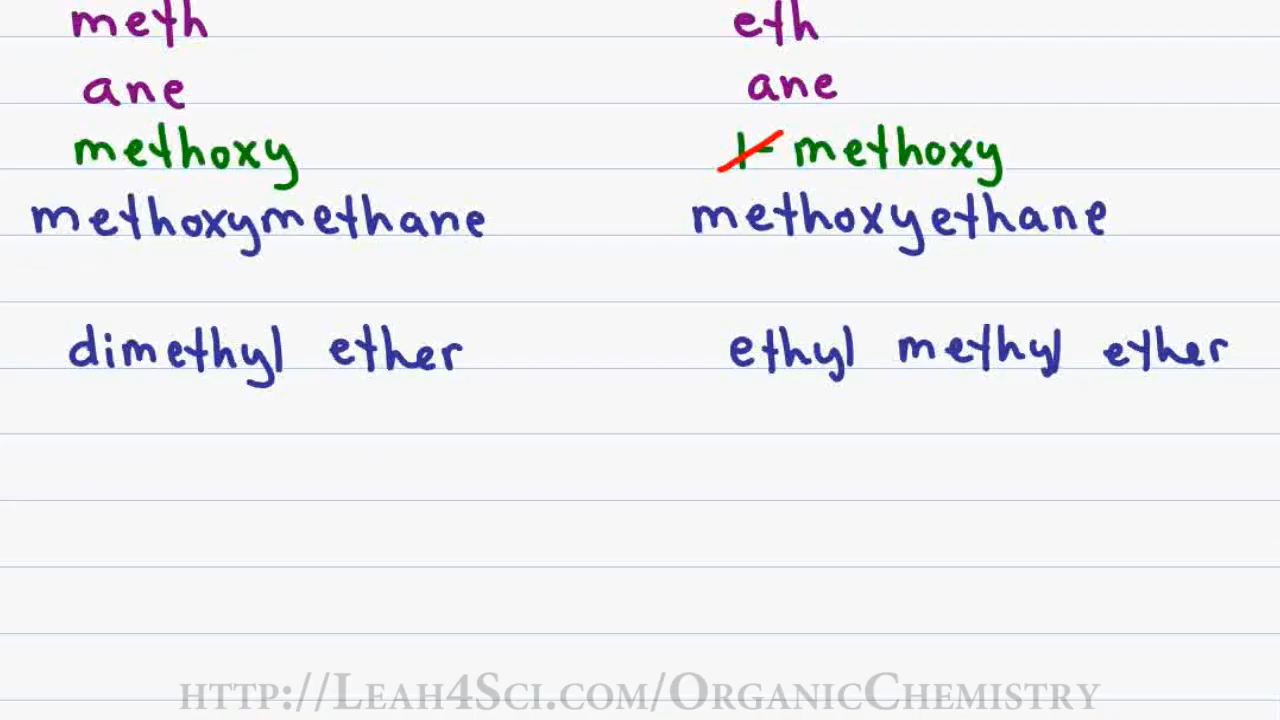 meth
ane
methoxy
methoxymethane
dimethyl ether
eth
ane
1- methoxy
methoxyethane
ethyl methyl ether
http://Leah4Sci.com/OrganicChemistry